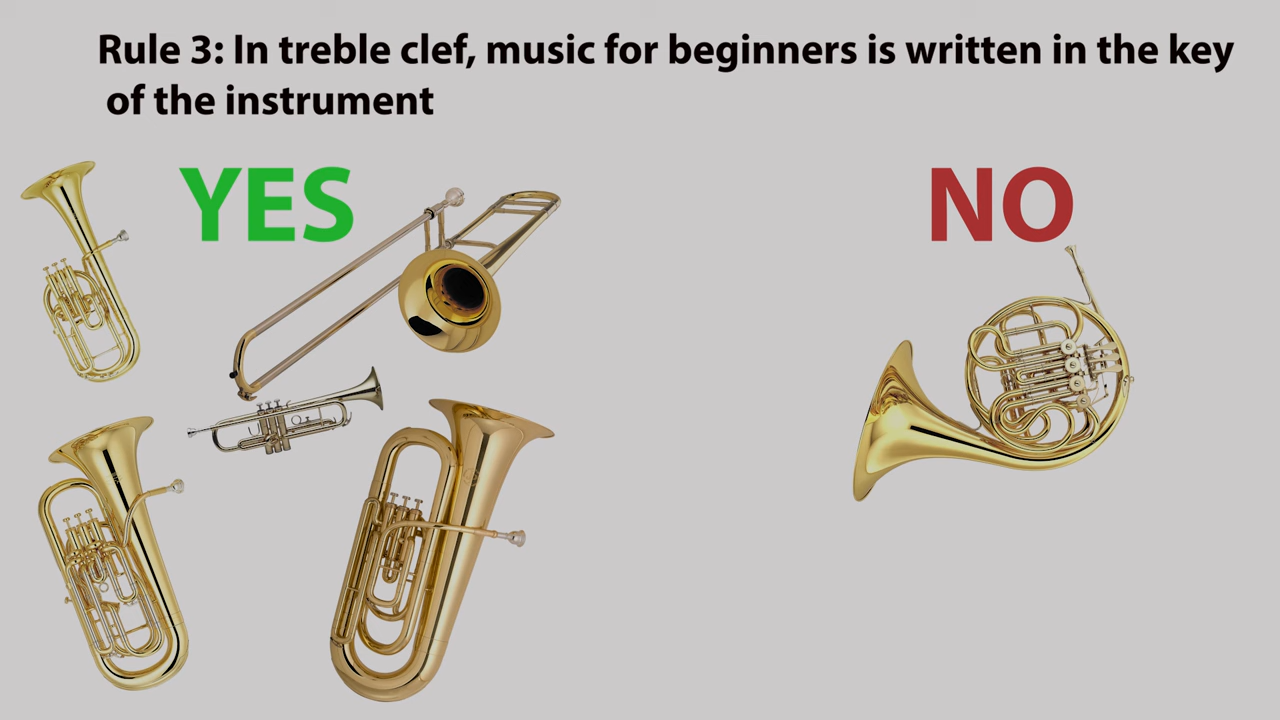 Rule 3: In treble clef, music for beginners is written in the key
of the instrument
YES
NO